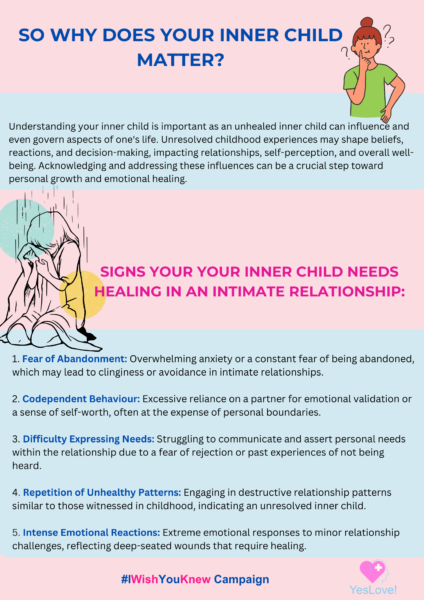 SO WHY DOES YOUR INNER CHILD
MATTER?
Understanding your inner child is important as an unhealed inner child can influence and
even govern aspects of one's life. Unresolved childhood experiences may shape beliefs,
reactions, and decision-making, impacting relationships, self-perception, and overall well-
being. Acknowledging and addressing these influences can be a crucial step toward
personal growth and emotional healing.
SIGNS YOUR YOUR INNER CHILD NEEDS
HEALING IN AN INTIMATE RELATIONSHIP:
1. Fear of Abandonment: Overwhelming anxiety or a constant fear of being abandoned,
which may lead to clinginess or avoidance in intimate relationships.
2. Codependent Behaviour: Excessive reliance on a partner for emotional validation or
a sense of self-worth, often at the expense of personal boundaries.
3. Difficulty Expressing Needs: Struggling to communicate and assert personal needs
within the relationship due to a fear of rejection or past experiences of not being
heard.
4. Repetition of Unhealthy Patterns: Engaging in destructive relationship patterns
similar to those witnessed in childhood, indicating an unresolved inner child.
5. Intense Emotional Reactions: Extreme emotional responses to minor relationship
challenges, reflecting deep-seated wounds that require healing.
#IWishYouKnew Campaign
YesLove!